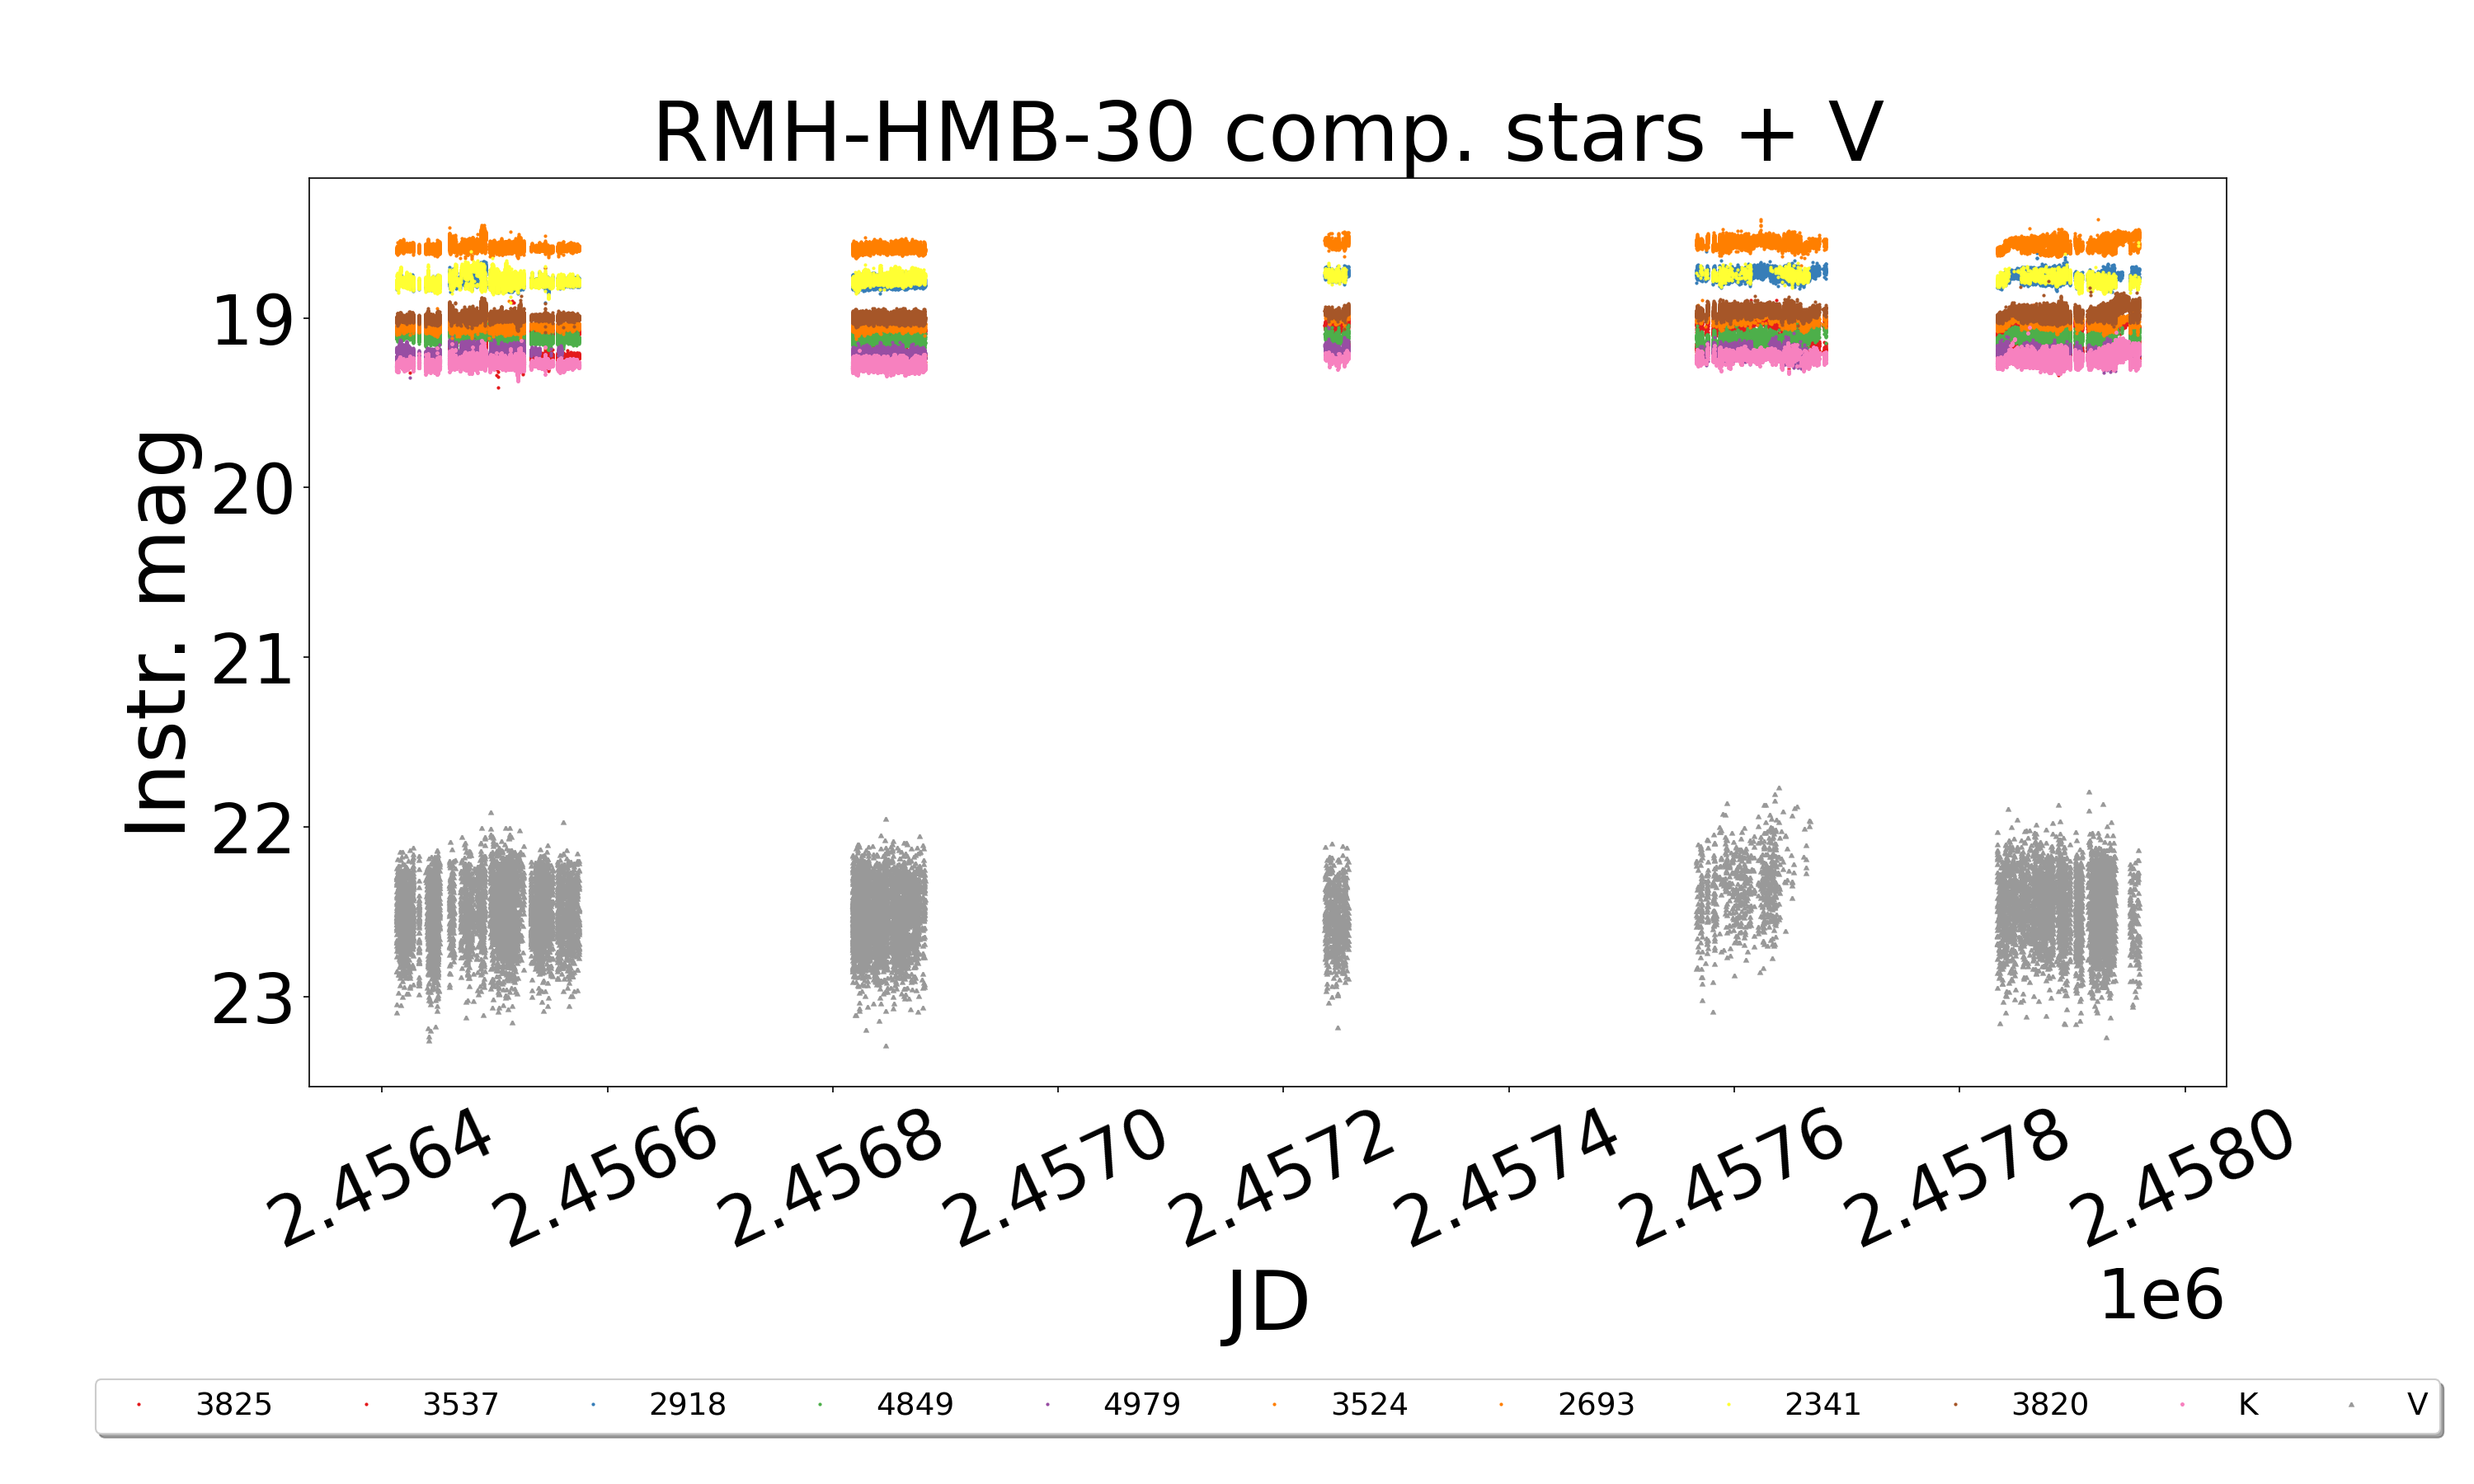 RMH-HMB-30 comp. stars + V
Instr. mag
19
20
21
22
23
2.4564 2.4566 2.4568 2.4570 2.4572 2.4574 2.4576 2.4578 2.4580
JD
1e6
3825 3537 2918 4849 4979 3524 2693 2341 3820 K V